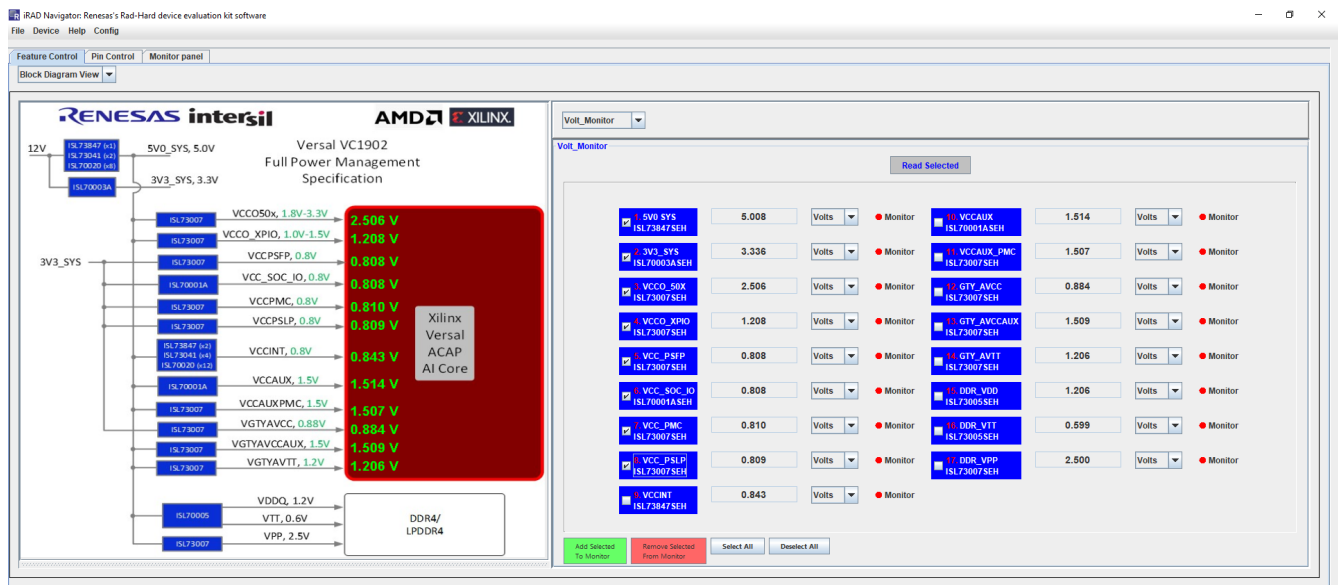 iRAD Navigator: Renesas's Rad-Hard device evaluation kit software
File Device Help Config
Feature Control Pin Control Monitor panel
Block Diagram View
RENESAS intersil AMD XILINX
Versal VC1902
Full Power Management
Specification
12V
ISL73847 (x1)
ISL73041 (x2)
ISL70020 (x8)
5V0_SYS, 5.0V
ISL70003A
3V3_SYS, 3.3V
3V3_SYS
ISL73007 VCCO50x, 1.8V-3.3V 2.506 V
ISL73007 VCCO_XPIO, 1.0V-1.5V 1.208 V
ISL73007 VCCPSFP, 0.8V 0.808 V
ISL70001A VCC_SOC_IO, 0.8V 0.808 V
ISL73007 VCCPMC, 0.8V 0.810 V
ISL73007 VCCPSLP, 0.8V 0.809 V
ISL73847 (x2)
ISL73041 (x4)
ISL70020 (x12)
VCCINT, 0.8V 0.843 V
ISL70001A VCCAUX, 1.5V 1.514 V
ISL73007 VCCAUXPMC, 1.5V 1.507 V
ISL73007 VGTYAVCC, 0.88V 0.884 V
ISL73007 VGTYAVCCAUX, 1.5V 1.509 V
ISL73007 VGTYAVTT, 1.2V 1.206 V
Xilinx
Versal
ACAP
AI Core
ISL70005
VDDQ, 1.2V
VTT, 0.6V
ISL73007 VPP, 2.5V
DDR4/
LPDDR4
Volt_Monitor
Volt_Monitor
Read Selected
1. 5V0 SYS
ISL73847SEH
5.008 Volts Monitor
2. 3V3_SYS
ISL70003ASEH
3.336 Volts Monitor
3. VCCO_50X
ISL73007SEH
2.506 Volts Monitor
4. VCCO_XPIO
ISL73007SEH
1.208 Volts Monitor
5. VCC_PSFP
ISL73007SEH
0.808 Volts Monitor
6. VCC_SOC_IO
ISL70001ASEH
0.808 Volts Monitor
7. VCC_PMC
ISL73007SEH
0.810 Volts Monitor
8. VCC_PSLP
ISL73007SEH
0.809 Volts Monitor
9. VCCINT
ISL73847SEH
0.843 Volts Monitor
10. VCCAUX
ISL70001ASEH
1.514 Volts Monitor
11. VCCAUX_PMC
ISL73007SEH
1.507 Volts Monitor
12. GTY_AVCC
ISL73007SEH
0.884 Volts Monitor
13. GTY_AVCCAUX
ISL73007SEH
1.509 Volts Monitor
14. GTY_AVTT
ISL73007SEH
1.206 Volts Monitor
15. DDR_VDD
ISL73005SEH
1.206 Volts Monitor
16. DDR_VTT
ISL73005SEH
0.599 Volts Monitor
17. DDR_VPP
ISL73007SEH
2.500 Volts Monitor
Add Selected
To Monitor
Remove Selected
From Monitor
Select All
Deselect All